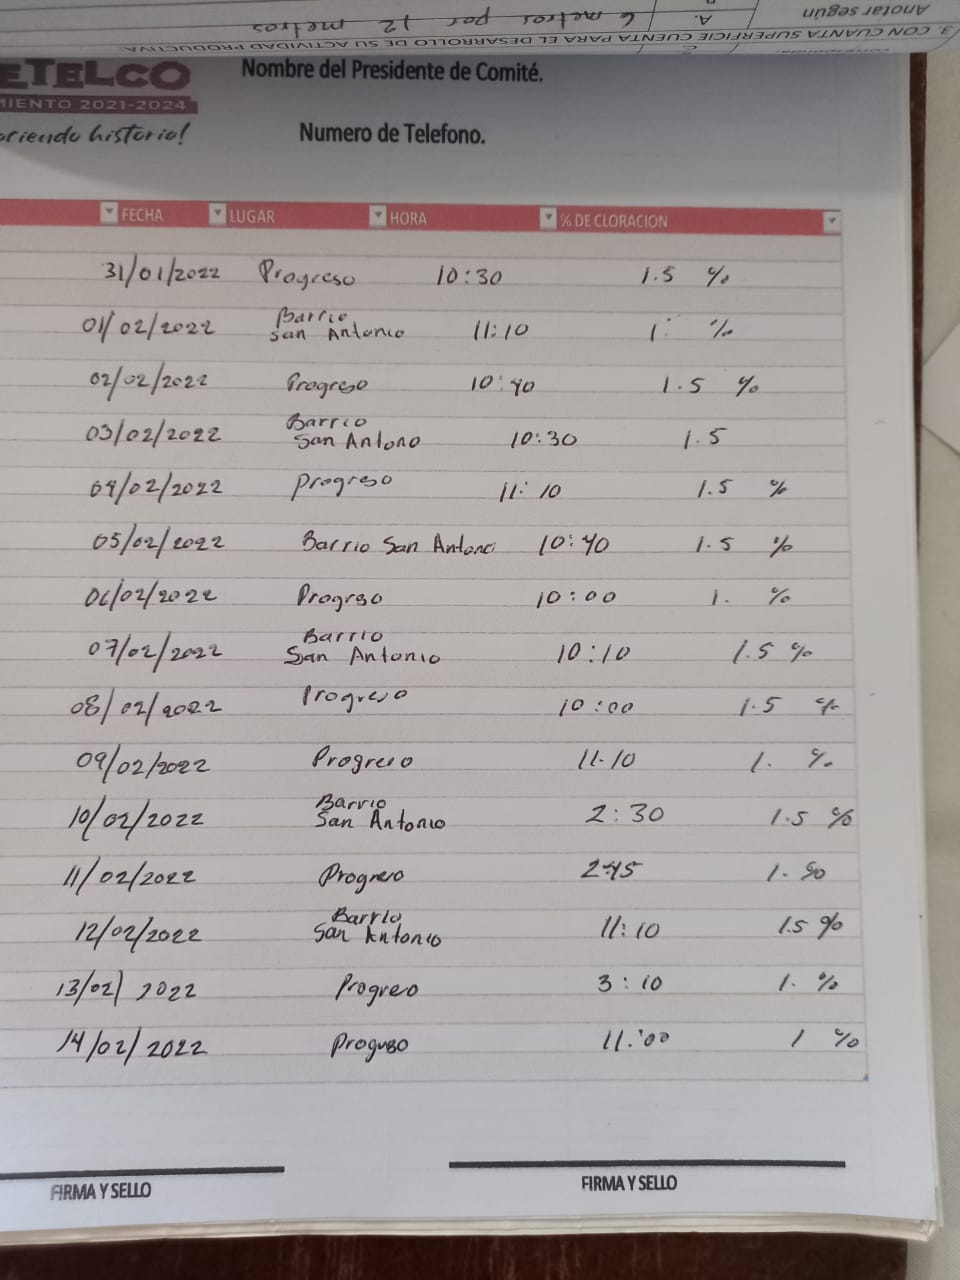 Anotar según
A. 6 metros por 12 metros
3. CON CUANTA SUPERFICIE CUENTA PARA EL DESARROLLO DE SU ACTIVIDAD PRODUCTIVA.
ETELCO
MIENTO 2021-2024
ciendo historio!
Nombre del Presidente de Comité.
Numero de Telefono.
FECHA LUGAR HORA % DE CLORACION
31/01/2022 Progreso 10:30 1.5 %
01/02/2022 Barrio San Antonio 11:10 1. %
02/02/2022 Progreso 10:40 1.5 %
03/02/2022 Barrio San Antono 10:30 1.5
04/02/2022 Progreso 11:10 1.5 %
05/02/2022 Barrio San Antonci 10:40 1.5 %
06/02/2022 Progrso 10:00 1. %
07/02/2022 Barrio San Antonio 10:10 1.5 %
08/02/2022 Progreso 10:00 1.5 %
09/02/2022 Progreso 11.10 1. %
10/02/2022 Barrio San Antonio 2:30 1.5 %
11/02/2022 Progreso 2:45 1.
12/02/2022 Barrio San Antonio 11:10 1.5 %
13/02/2022 Progreso 3:10 1. %
14/02/2022 Progreso 11:00 1 %
FIRMA Y SELLO FIRMA Y SELLO